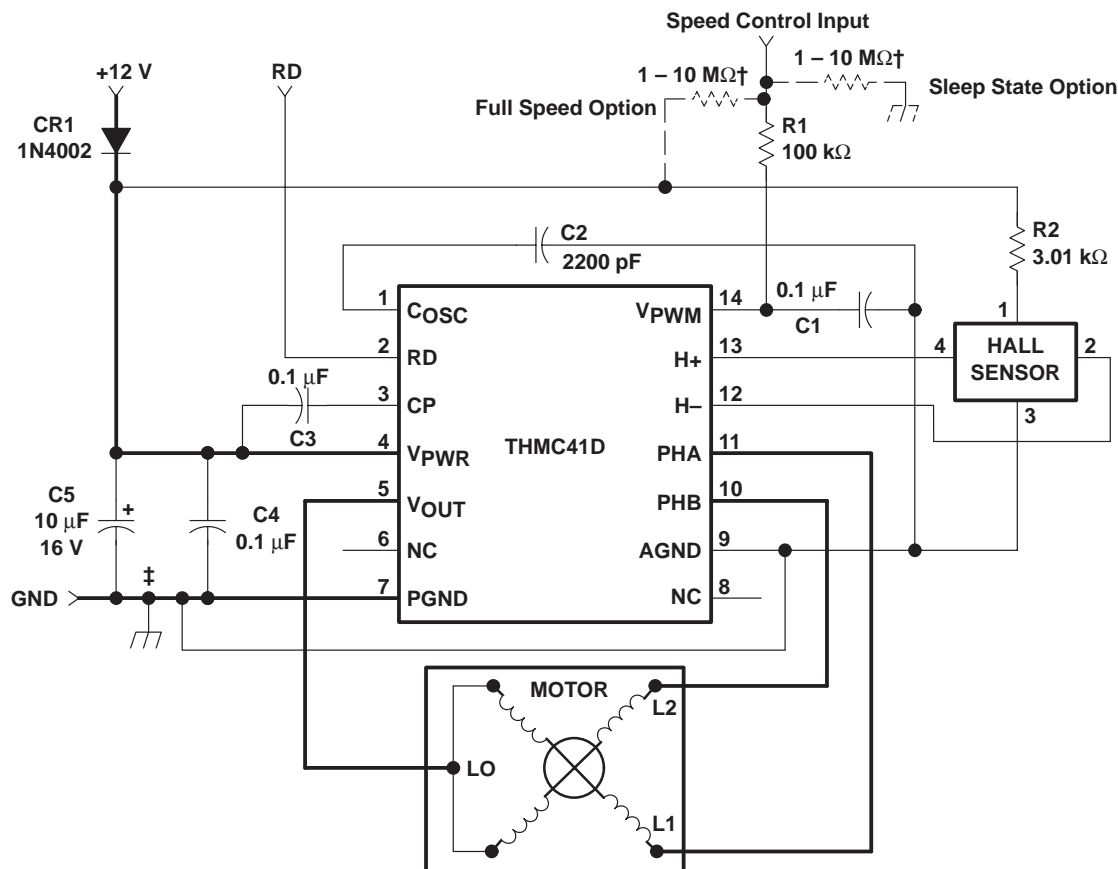 Speed Control Input
+12 V
RD
1 – 10 MΩ†
1 – 10 MΩ†
Full Speed Option
Sleep State Option
CR1
1N4002
R1
100 kΩ
C2
2200 pF
R2
3.01 kΩ
1
COSC
VPWM
14
0.1 μF
C1
1
4
HALL
SENSOR
2
3
2
RD
H+
13
0.1 μF
C3
3
CP
H–
12
4
VPWR
THMC41D
PHA
11
C5
10 μF
16 V
+
C4
0.1 μF
5
VOUT
PHB
10
6
NC
AGND
9
GND
‡
7
PGND
NC
8
MOTOR
L2
LO
L1